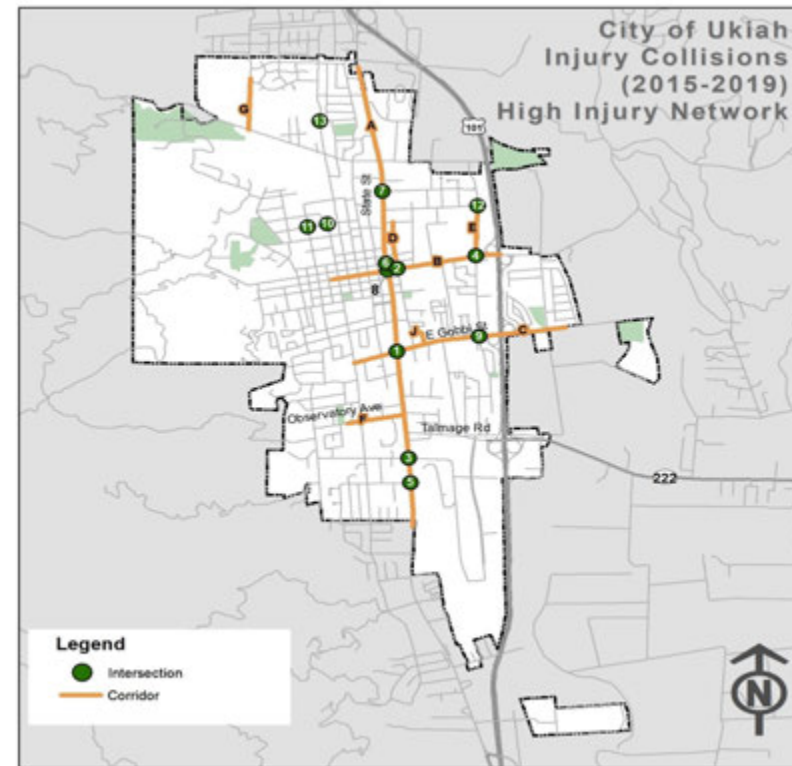 City of Ukiah
Injury Collisions
(2015-2019)
High Injury Network
101
G
13
A
State St
7
12
11
10
D
E
6
2
B
4
8
J
E Gobbi St
9
C
1
Observatory Ave
F
Talmage Rd
3
222
5
Legend
Intersection
Corridor
N